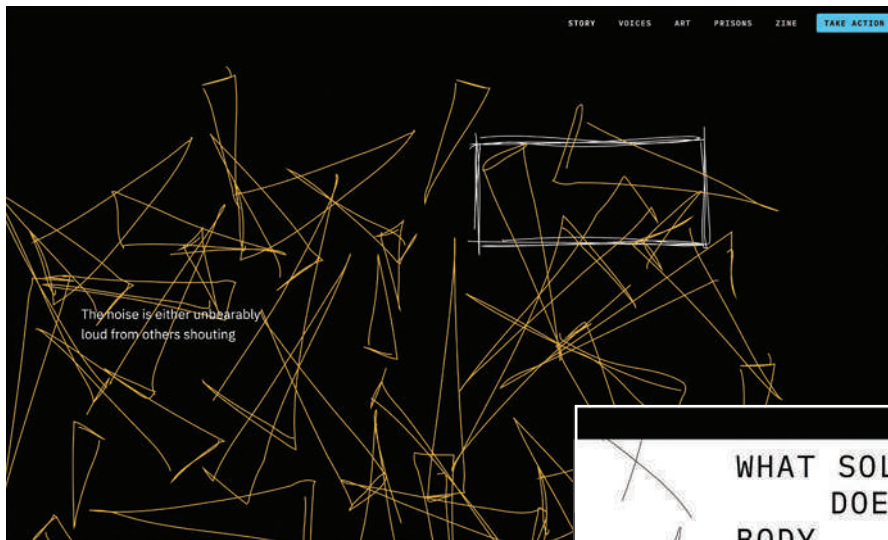 STORY VOICES ART PRISONS ZINE TAKE ACTION
The noise is either unbearably
loud from others shouting
WHAT SOL
DOE
BODY